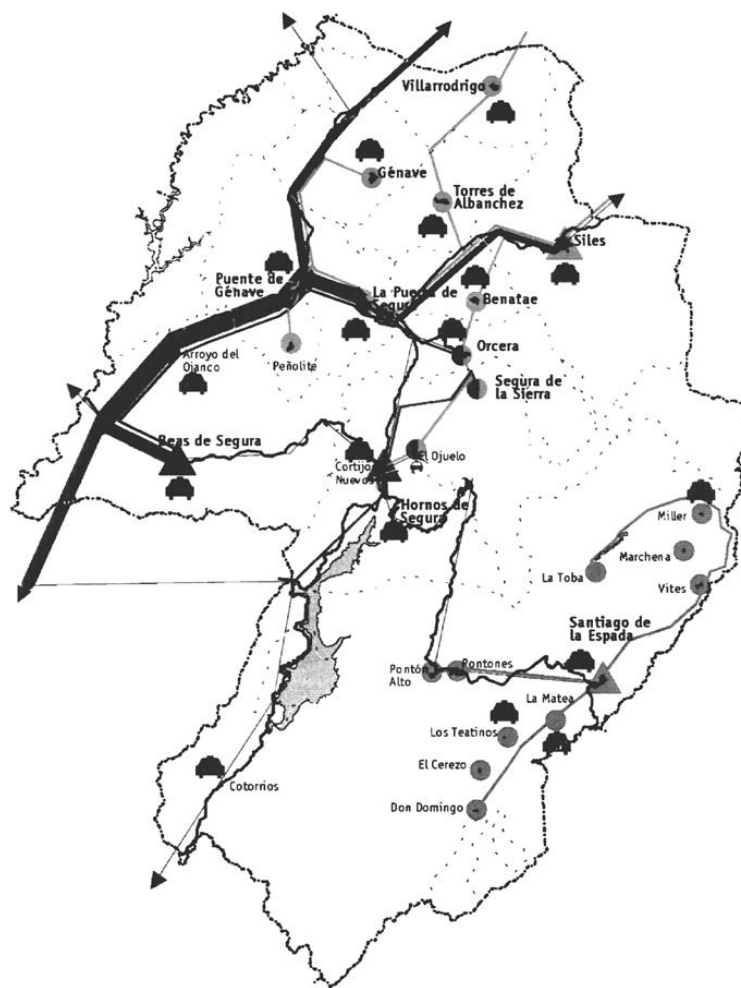 Villarrodrigo
Génave
Torres de
Albanchez
Siles
Puente de
Génave
La Puerta de
Segura
Benatae
Orcera
Arroyo del
Ojanco
Peñolite
Segura de
la Sierra
Beas de Segura
El Ojuelo
Cortijos
Nuevos
Hornos de
Segura
Miller
Marchena
La Toba
Vites
Santiago de
la Espada
Pontón
Alto
Pontones
La Matea
Los Teatinos
El Cerezo
Cotorrios
Don Domingo